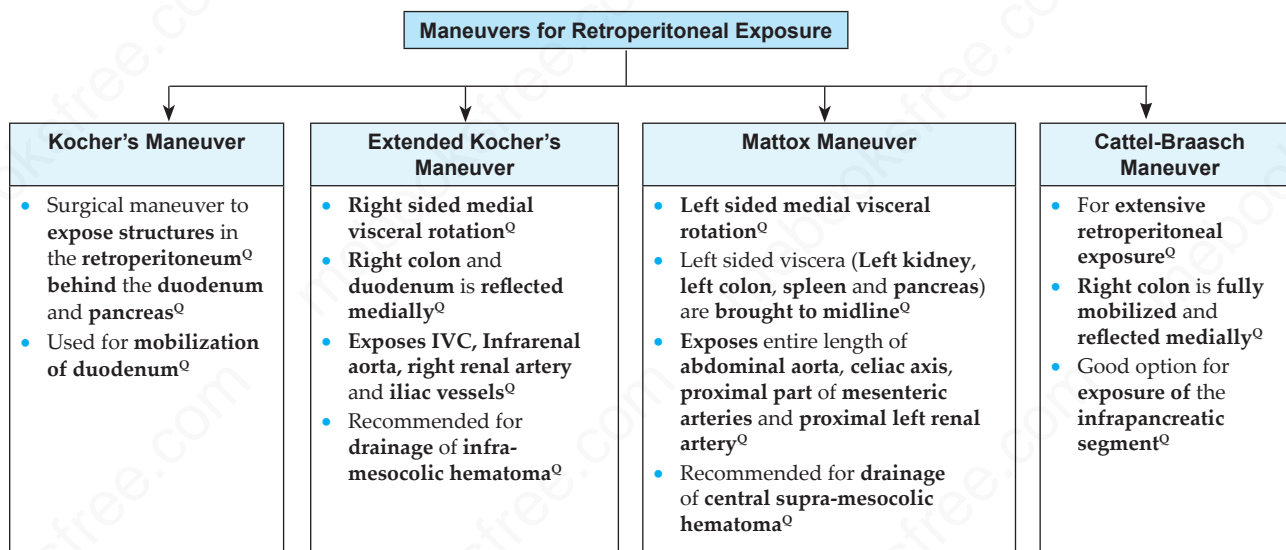 Maneuvers for Retroperitoneal Exposure
Kocher's Maneuver
• Surgical maneuver to
expose structures in
the retroperitoneumQ
behind the duodenum
and pancreasQ
• Used for mobilization
of duodenumQ
Extended Kocher's
Maneuver
• Right sided medial
visceral rotationQ
• Right colon and
duodenum is reflected
mediallyQ
• Exposes IVC, Infrarenal
aorta, right renal artery
and iliac vesselsQ
• Recommended for
drainage of infra-
mesocolic hematomaQ
Mattox Maneuver
• Left sided medial visceral
rotationQ
• Left sided viscera (Left kidney,
left colon, spleen and pancreas)
are brought to midlineQ
• Exposes entire length of
abdominal aorta, celiac axis,
proximal part of mesenteric
arteries and proximal left renal
arteryQ
• Recommended for drainage
of central supra-mesocolic
hematomaQ
Cattel-Braasch
Maneuver
• For extensive
retroperitoneal
exposureQ
• Right colon is fully
mobilized and
reflected mediallyQ
• Good option for
exposure of the
infrapancreatic
segmentQ